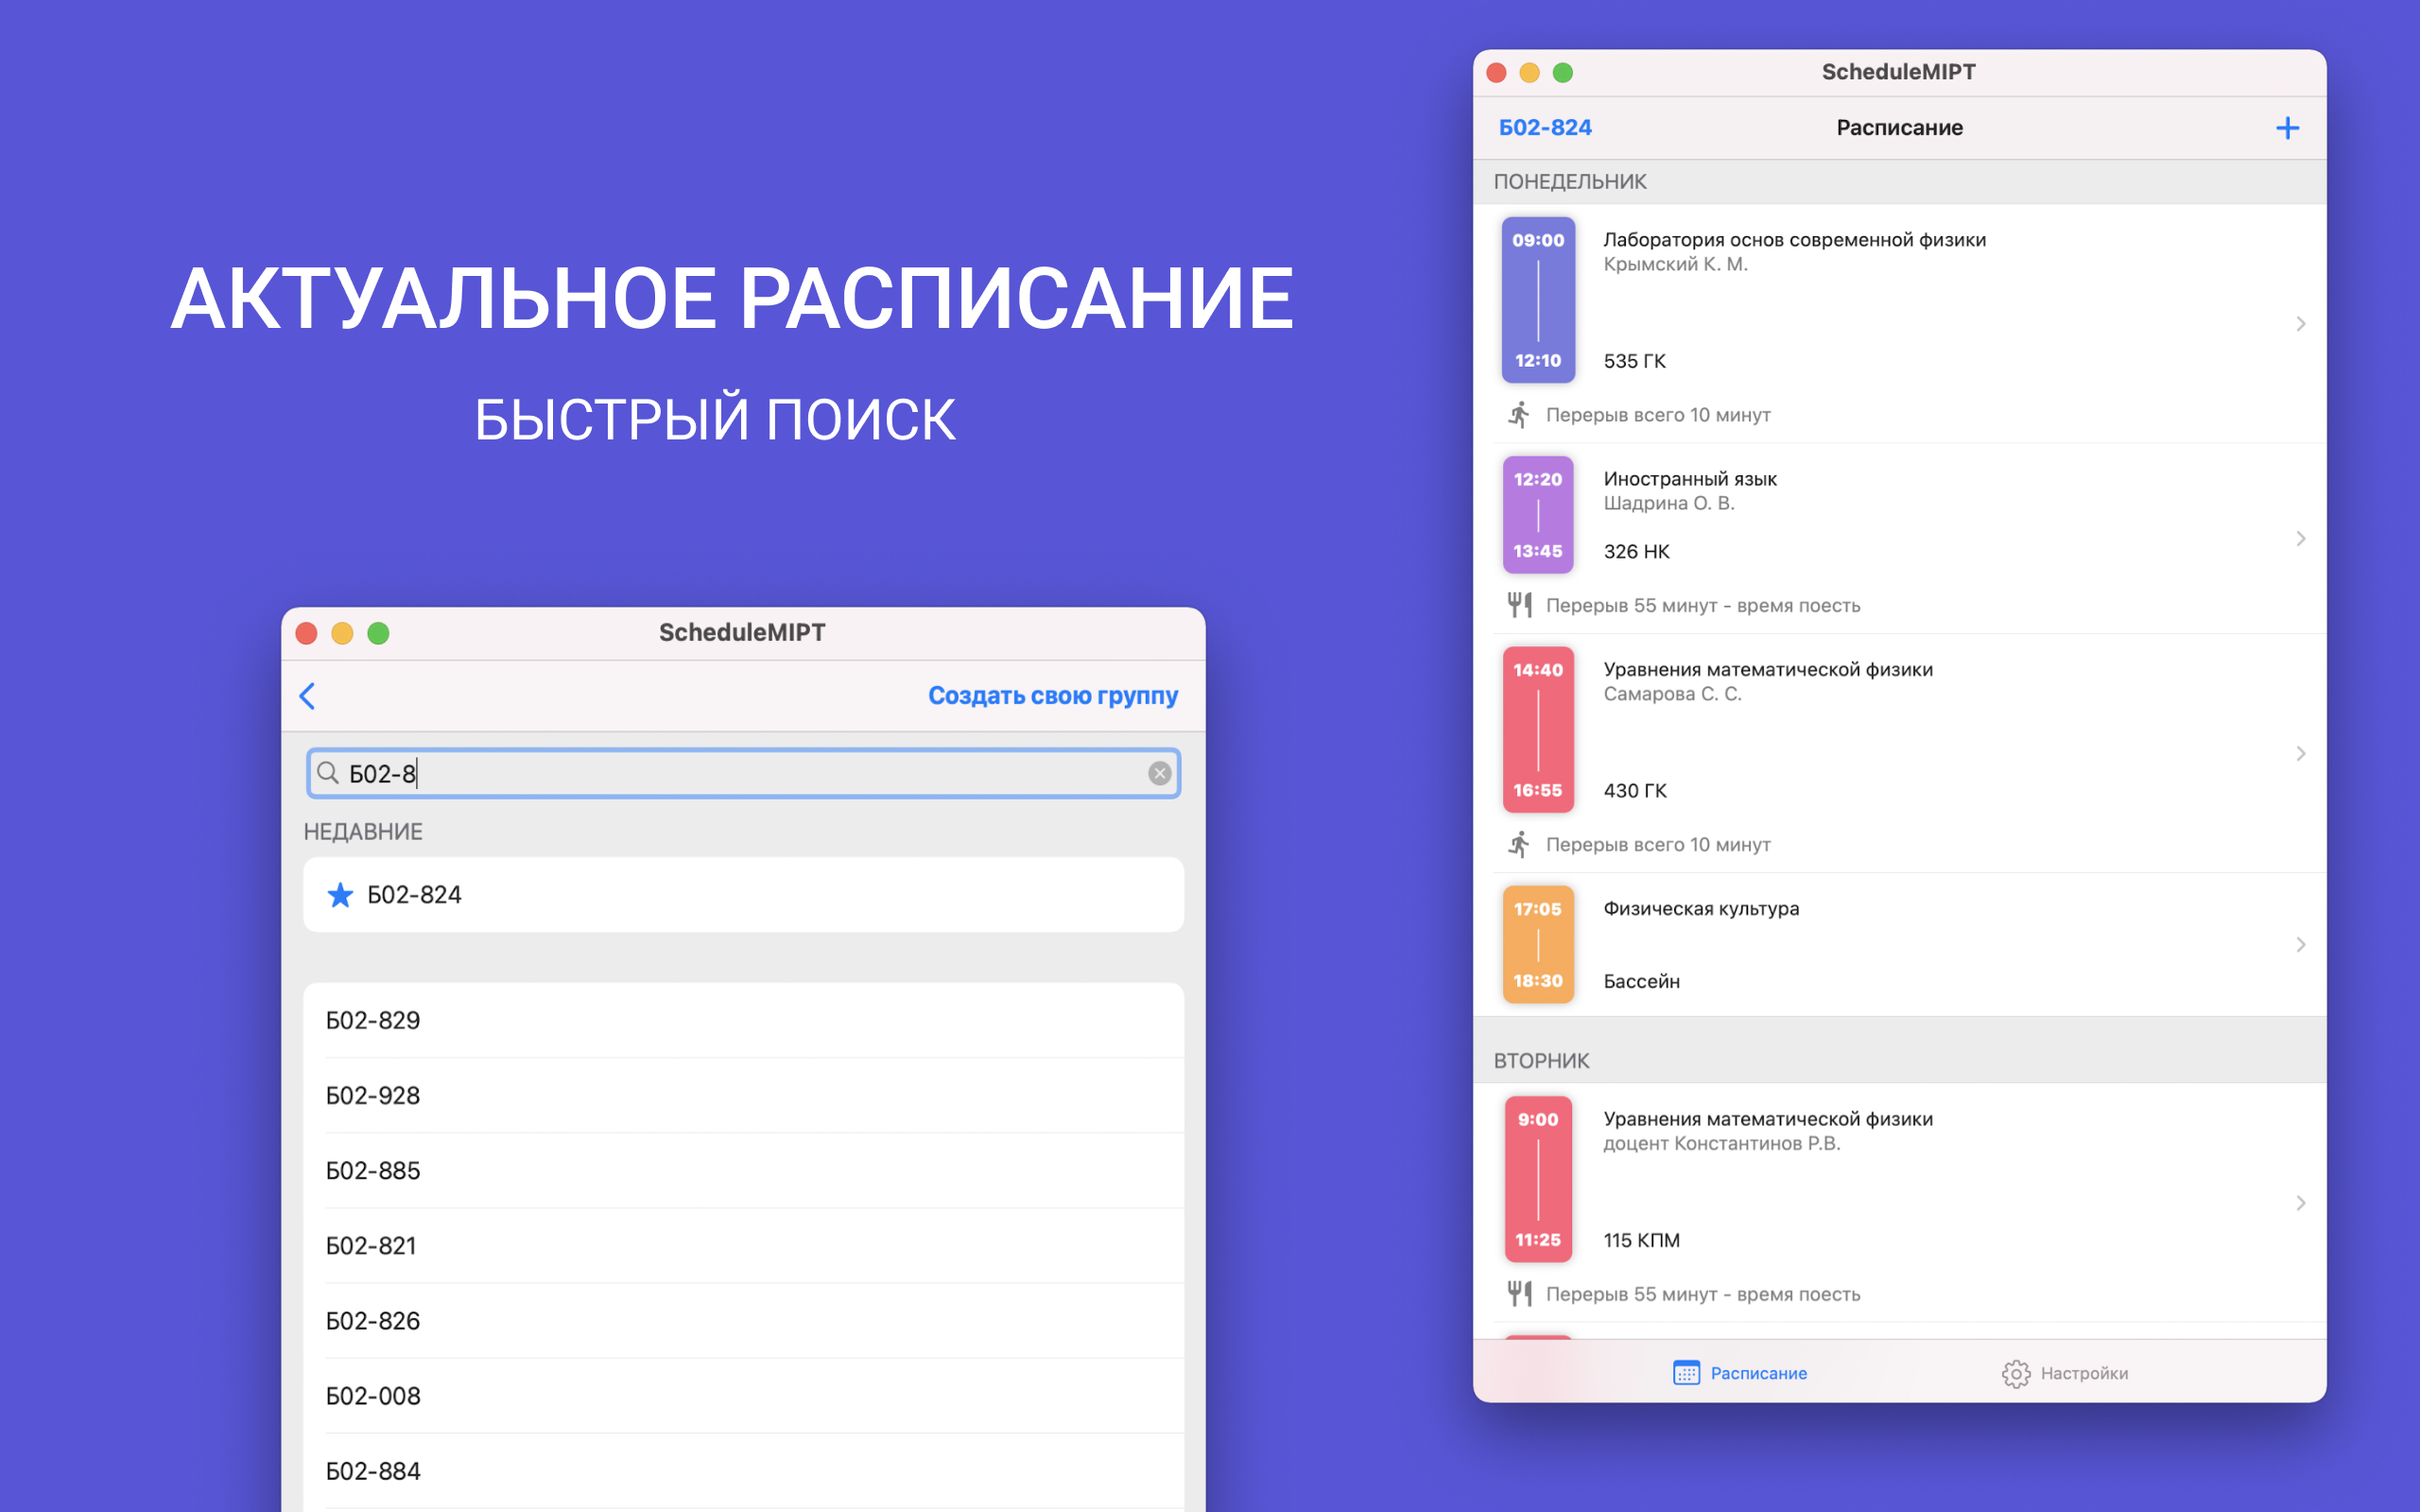 АКТУАЛЬНОЕ РАСПИСАНИЕ
БЫСТРЫЙ ПОИСК
ScheduleMIPT
Создать свою группу
Б02-8
НЕДАВНИЕ
Б02-824
Б02-829
Б02-928
Б02-885
Б02-821
Б02-826
Б02-008
Б02-884
ScheduleMIPT
Б02-824 Расписание +
ПОНЕДЕЛЬНИК
09:00 Лаборатория основ современной физики
Крымский К. М.
12:10 535 ГК
Перерыв всего 10 минут
12:20 Иностранный язык
Шадрина О. В.
13:45 326 НК
Перерыв 55 минут - время поесть
14:40 Уравнения математической физики
Самарова С. С.
16:55 430 ГК
Перерыв всего 10 минут
17:05 Физическая культура
18:30 Бассейн
ВТОРНИК
9:00 Уравнения математической физики
доцент Константинов Р.В.
11:25 115 КПМ
Перерыв 55 минут - время поесть
Расписание Настройки